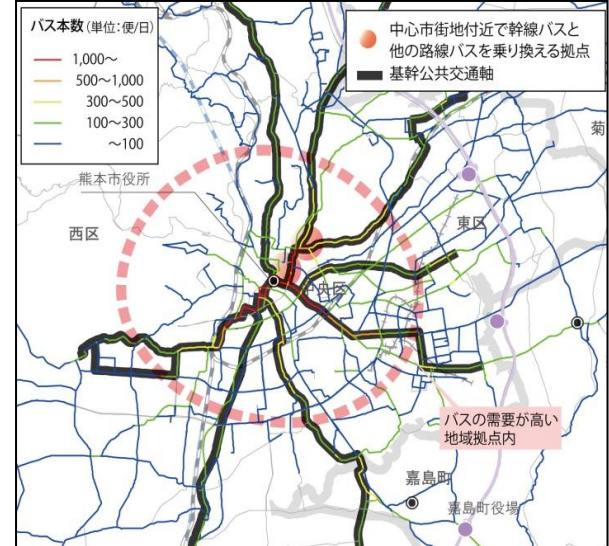 バス本数 (単位：便/日)
1,000～
500～1,000
300～500
100～300
～100
中心市街地付近で幹線バスと
他の路線バスを乗り換える拠点
基幹公共交通軸
菊
熊本市役所
西区
東区
中央区
バスの需要が高い
地域拠点内
嘉島町
嘉島町役場